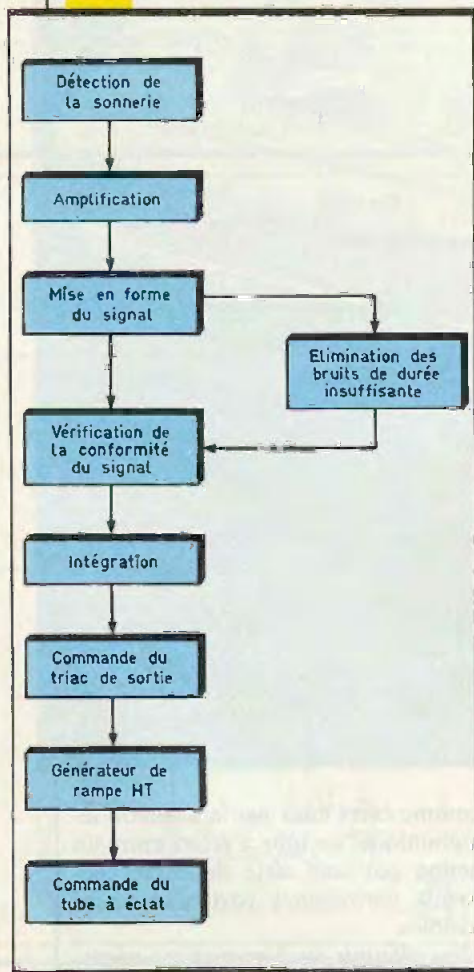 Détection de
la sonnerie
Amplification
Mise en forme
du signal
Elimination des
bruits de durée
insuffisante
Vérification de
la conformité
du signal
Intégration
Commande du
triac de sortie
Générateur de
rampe HT
Commande du
tube à éclat